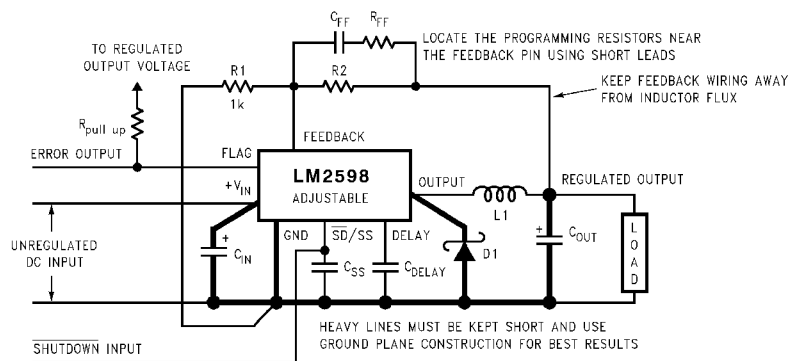 C_FF R_FF
LOCATE THE PROGRAMMING RESISTORS NEAR
THE FEEDBACK PIN USING SHORT LEADS
TO REGULATED
OUTPUT VOLTAGE
R1
1k
R2
KEEP FEEDBACK WIRING AWAY
FROM INDUCTOR FLUX
R_pull up
FEEDBACK
ERROR OUTPUT
FLAG
LM2598
ADJUSTABLE
+V_IN
OUTPUT
L1
REGULATED OUTPUT
UNREGULATED
DC INPUT
+
C_IN
GND
S̅D̅/SS
DELAY
C_SS
C_DELAY
D1
+
C_OUT
LOAD
HEAVY LINES MUST BE KEPT SHORT AND USE
GROUND PLANE CONSTRUCTION FOR BEST RESULTS
S̅H̅U̅T̅D̅O̅W̅N̅ INPUT